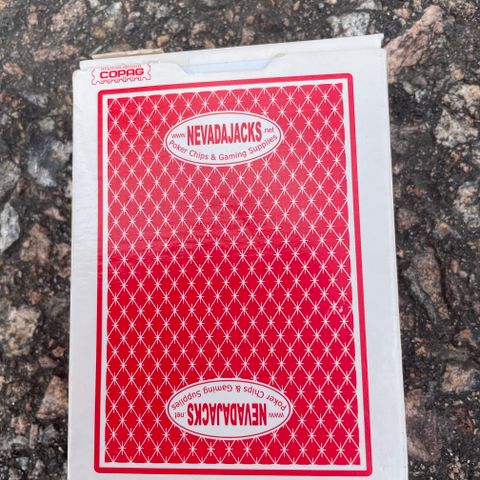 COPAG
www.NEVADAJACKS.net
Poker Chips & Gaming Supplies
www.NEVADAJACKS.net
Poker Chips & Gaming Supplies